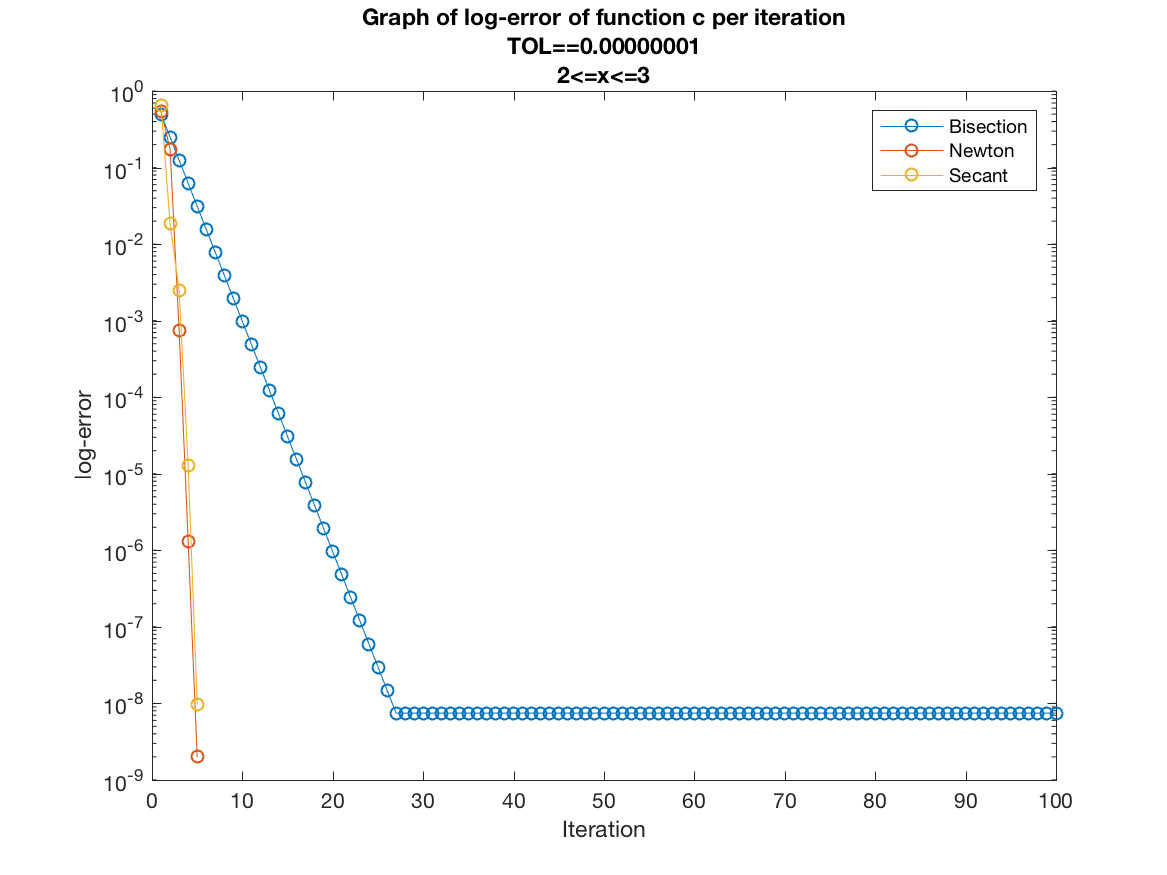 Graph of log-error of function c per iteration
TOL==0.00000001
2<=x<=3
10^0
10^-1
10^-2
10^-3
10^-4
10^-5
10^-6
10^-7
10^-8
10^-9
log-error
Bisection
Newton
Secant
0 10 20 30 40 50 60 70 80 90 100
Iteration